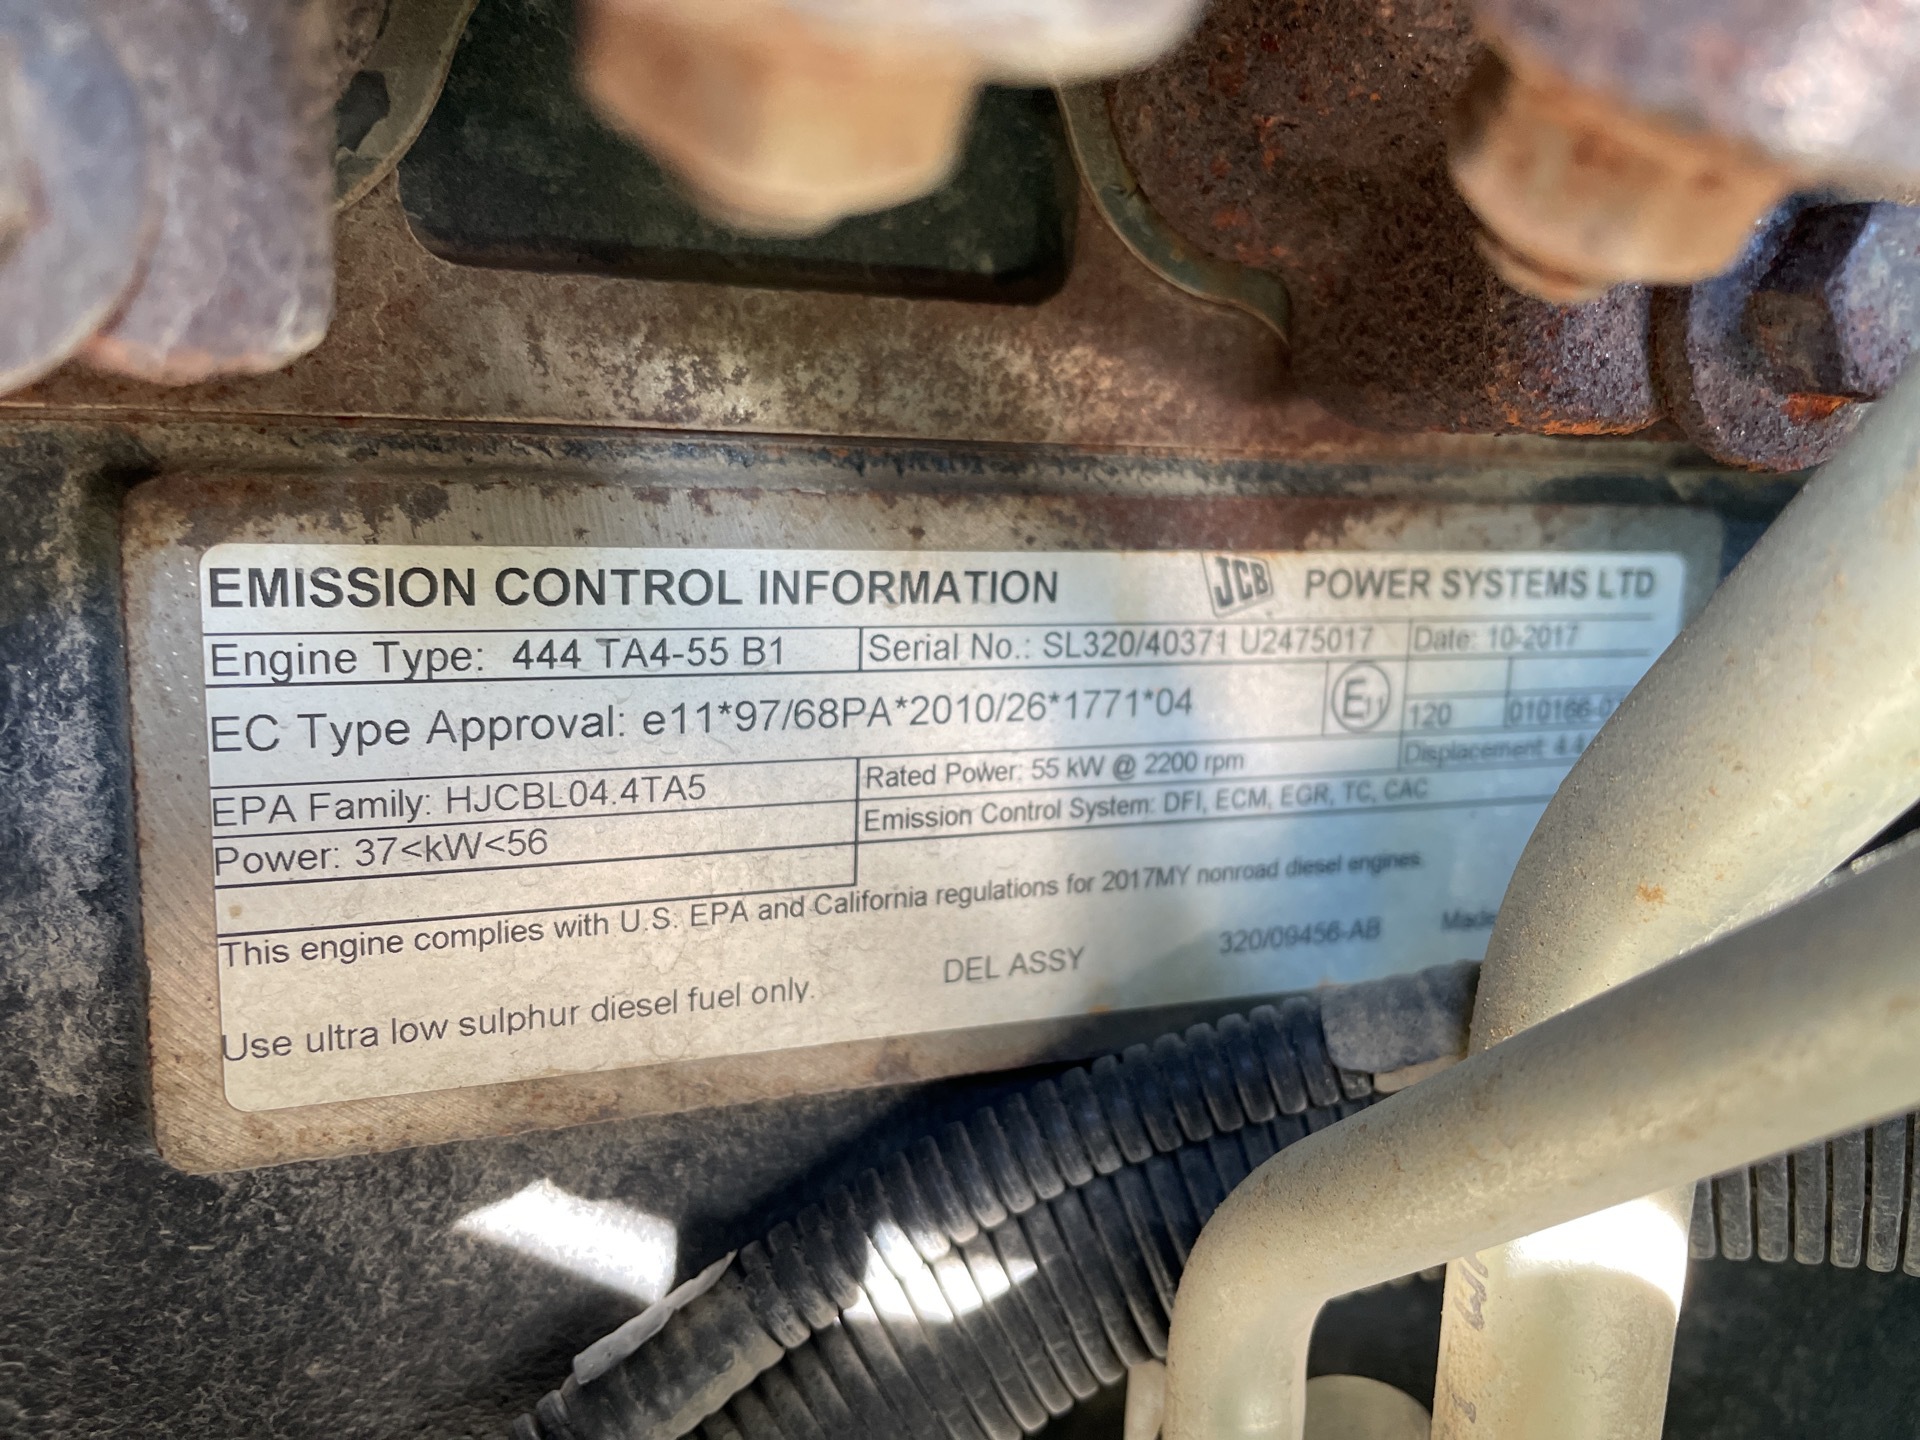 EMISSION CONTROL INFORMATION JCB POWER SYSTEMS LTD
Engine Type: 444 TA4-55 B1 Serial No.: SL320/40371 U2475017 Date: 10-2017
EC Type Approval: e11*97/68PA*2010/26*1771*04 E11 120
EPA Family: HJCBL04.4TA5 Rated Power: 55 kW @ 2200 rpm Displacement: 4.4
Power: 37<kW<56 Emission Control System: DFI, ECM, EGR, TC, CAC
This engine complies with U.S. EPA and California regulations for 2017MY nonroad diesel engines.
Use ultra low sulphur diesel fuel only. DEL ASSY 320/09456-AB Made